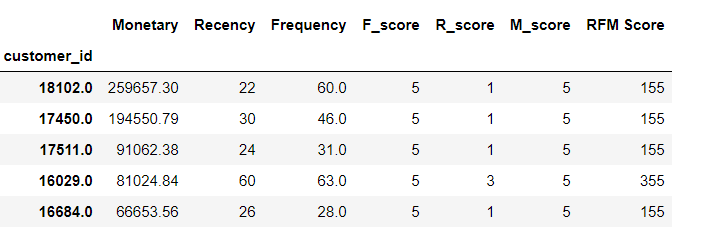 Monetary Recency Frequency F_score R_score M_score RFM Score
customer_id
18102.0 259657.30 22 60.0 5 1 5 155
17450.0 194550.79 30 46.0 5 1 5 155
17511.0 91062.38 24 31.0 5 1 5 155
16029.0 81024.84 60 63.0 5 3 5 355
16684.0 66653.56 26 28.0 5 1 5 155